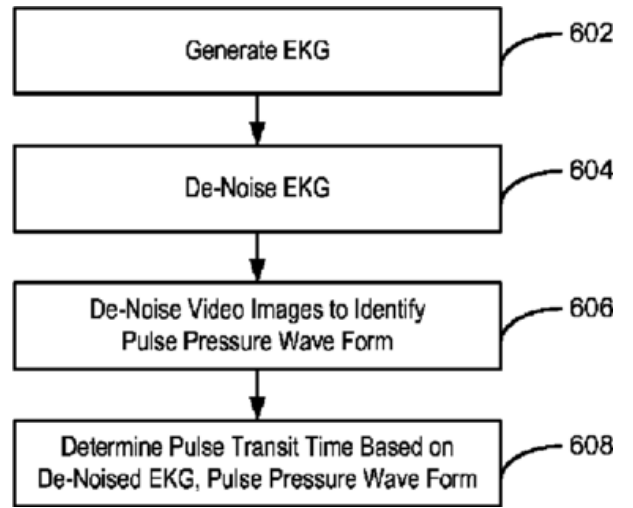 Generate EKG
602
De-Noise EKG
604
De-Noise Video Images to Identify
Pulse Pressure Wave Form
606
Determine Pulse Transit Time Based on
De-Noised EKG, Pulse Pressure Wave Form
608